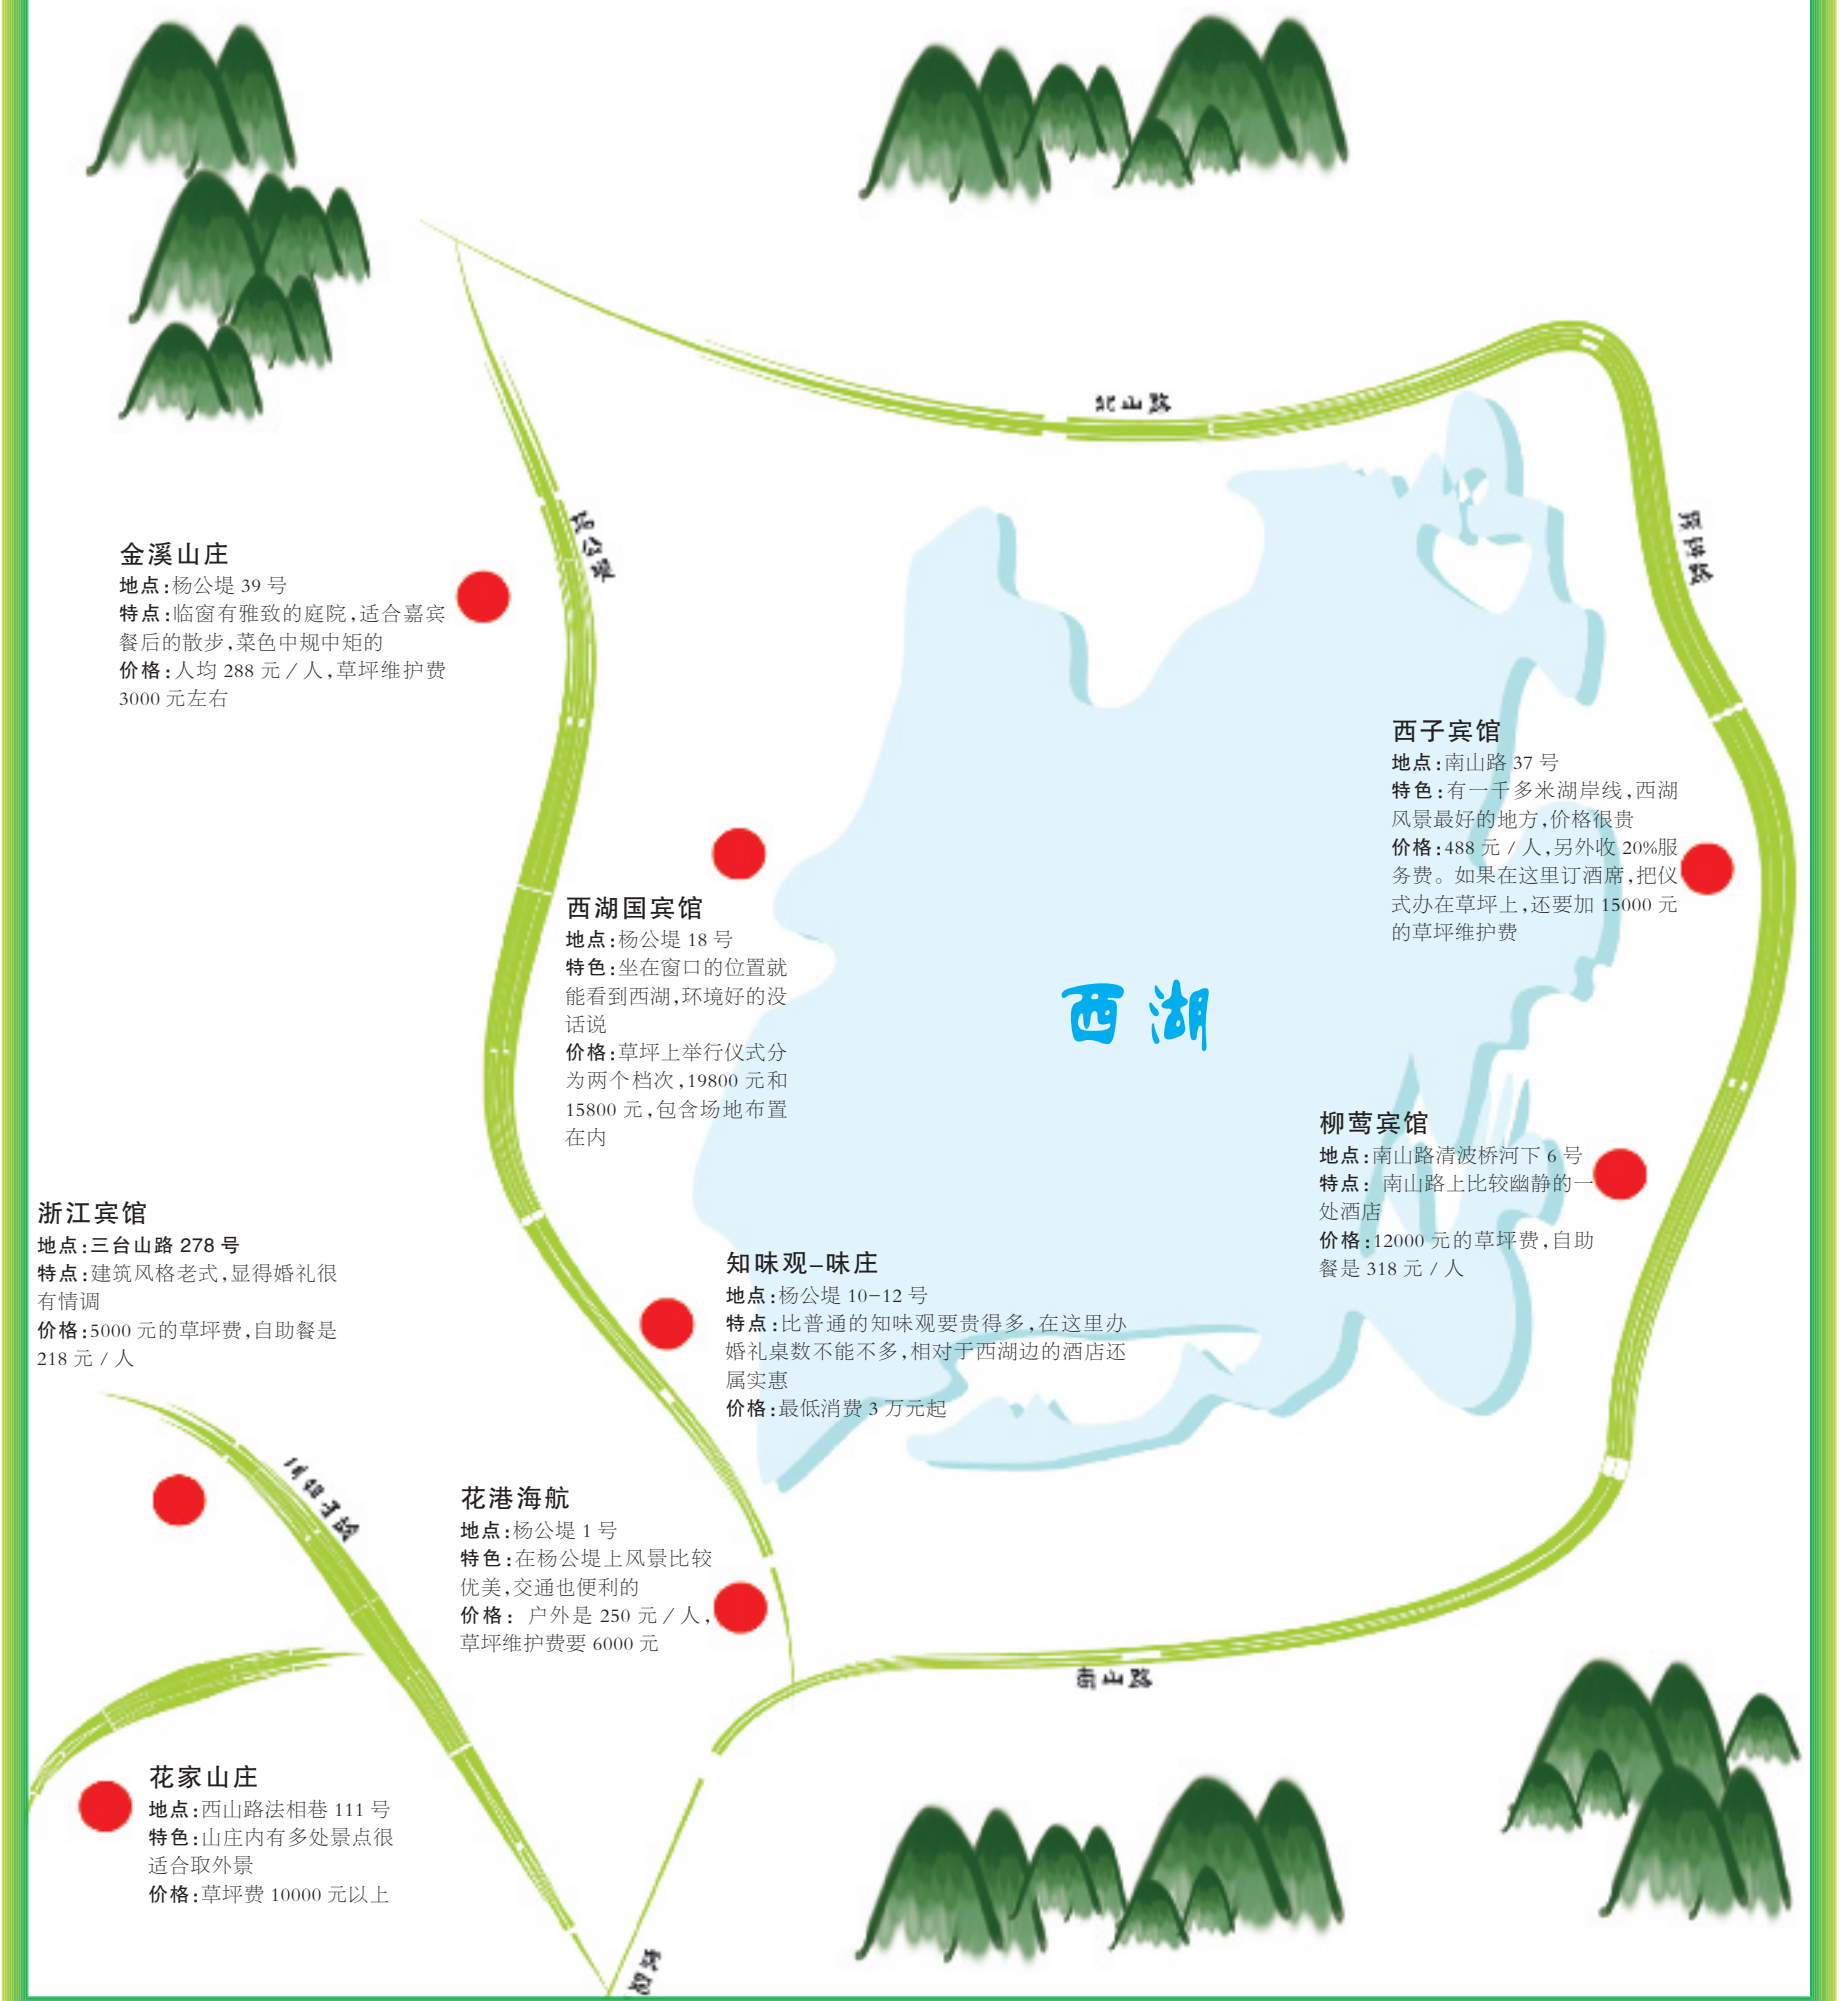 北山路
金溪山庄
地点:杨公堤 39 号
特点:临窗有雅致的庭院,适合嘉宾
餐后的散步,菜色中规中矩的
价格:人均 288 元 / 人,草坪维护费
3000 元左右
西子宾馆
地点:南山路 37 号
特色:有一千多米湖岸线,西湖
风景最好的地方,价格很贵
价格:488 元 / 人,另外收 20%服
务费。如果在这里订酒席,把仪
式办在草坪上,还要加 15000 元
的草坪维护费
西湖国宾馆
地点:杨公堤 18 号
特色:坐在窗口的位置就
能看到西湖,环境好的没
话说
价格:草坪上举行仪式分
为两个档次,19800 元和
15800 元,包含场地布置
在内
西湖
柳莺宾馆
地点:南山路清波桥河下 6 号
特点: 南山路上比较幽静的一
处酒店
价格:12000 元的草坪费,自助
餐是 318 元 / 人
浙江宾馆
地点:三台山路 278 号
特点:建筑风格老式,显得婚礼很
有情调
价格:5000 元的草坪费,自助餐是
218 元 / 人
知味观–味庄
地点:杨公堤 10-12 号
特点:比普通的知味观要贵得多,在这里办
婚礼桌数不能不多,相对于西湖边的酒店还
属实惠
价格:最低消费 3 万元起
花港海航
地点:杨公堤 1 号
特色:在杨公堤上风景比较
优美,交通也便利的
价格: 户外是 250 元 / 人,
草坪维护费要 6000 元
南山路
花家山庄
地点:西山路法相巷 111 号
特色:山庄内有多处景点很
适合取外景
价格:草坪费 10000 元以上